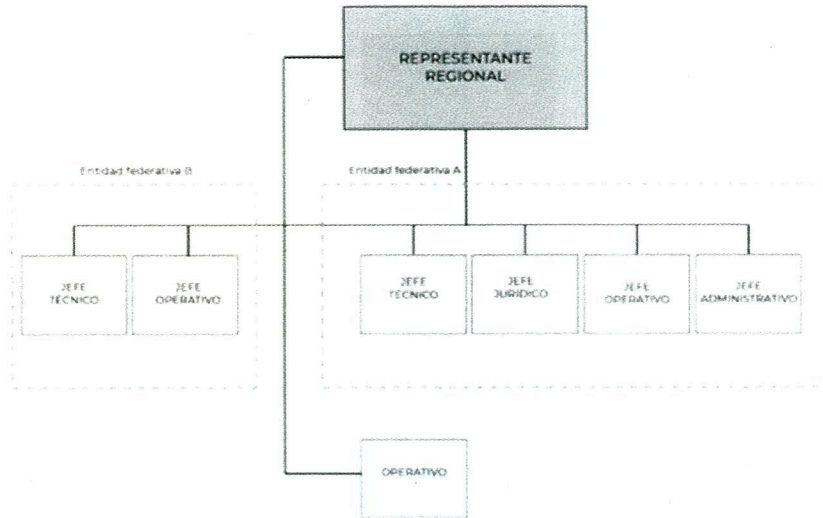 REPRESENTANTE
REGIONAL
Entidad federativa B
Entidad federativa A
JEFE
TÉCNICO
JEFE
OPERATIVO
JEFE
TÉCNICO
JEFE
JURÍDICO
JEFE
OPERATIVO
JEFE
ADMINISTRATIVO
OPERATIVO